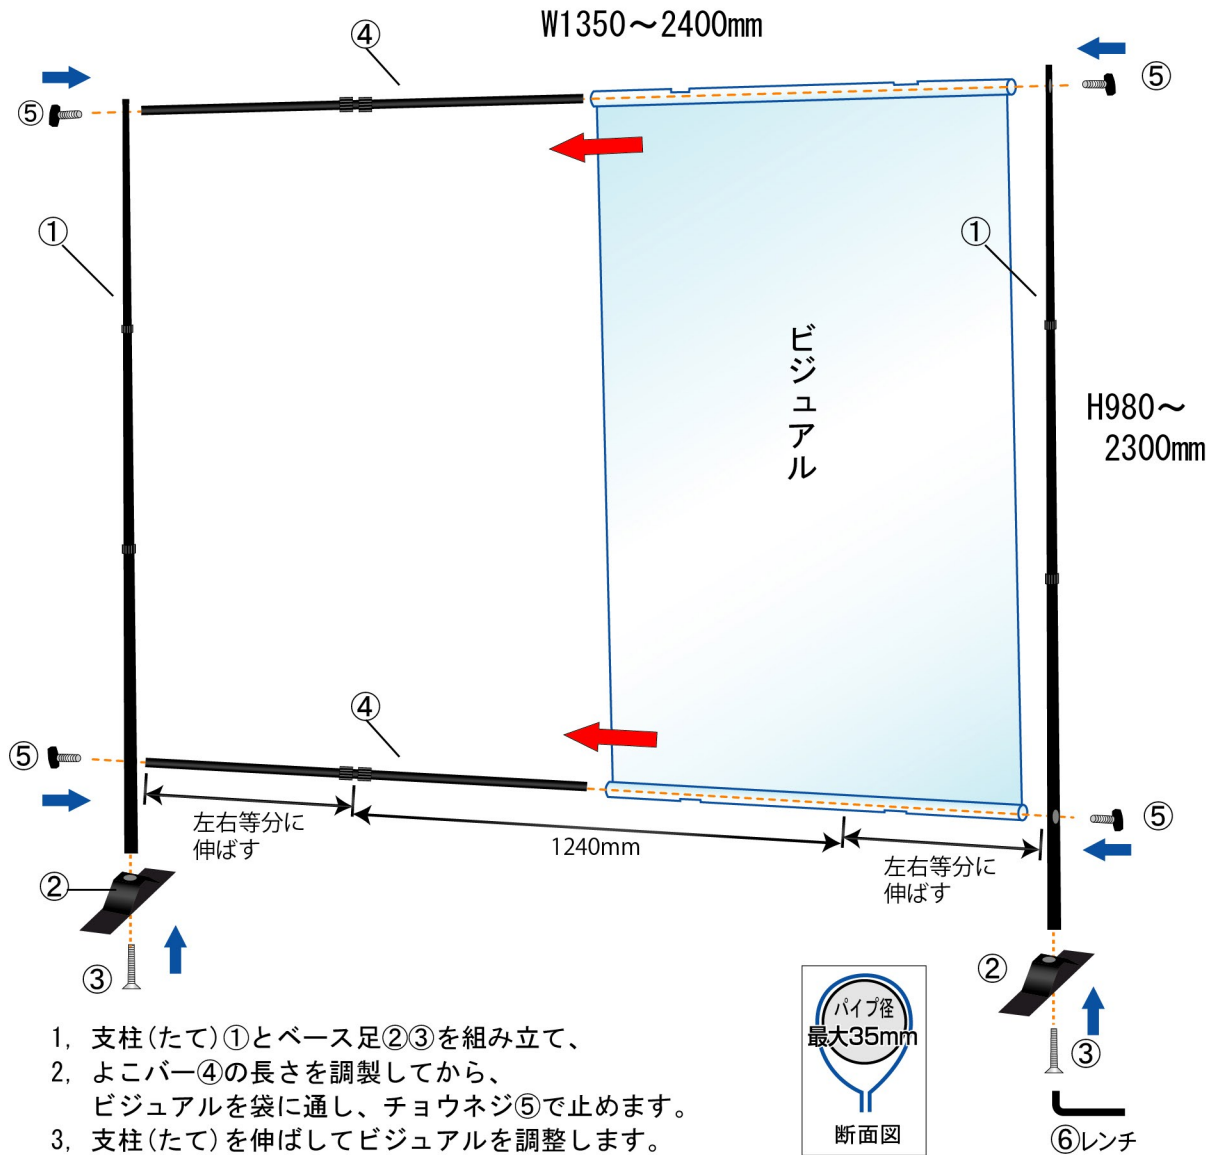 W1350～2400mm
④
⑤
⑤
①
①
ビジュアル
H980～
2300mm
④
⑤
⑤
左右等分に
伸ばす
1240mm
左右等分に
伸ばす
②
②
③
③
パイプ径
最大35mm
断面図
⑥レンチ
1, 支柱(たて)①とベース足②③を組み立て、
2, よこバー④の長さを調製してから、
ビジュアルを袋に通し、チョウネジ⑤で止めます。
3, 支柱(たて)を伸ばしてビジュアルを調整します。